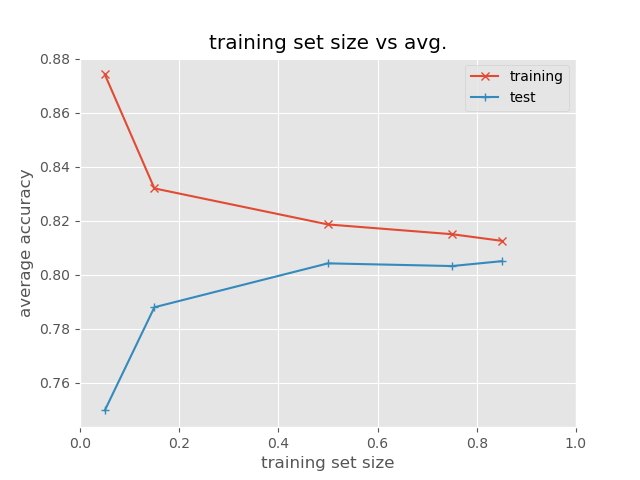 training set size vs avg.
training
test
average accuracy
0.88
0.86
0.84
0.82
0.80
0.78
0.76
0.0 0.2 0.4 0.6 0.8 1.0
training set size